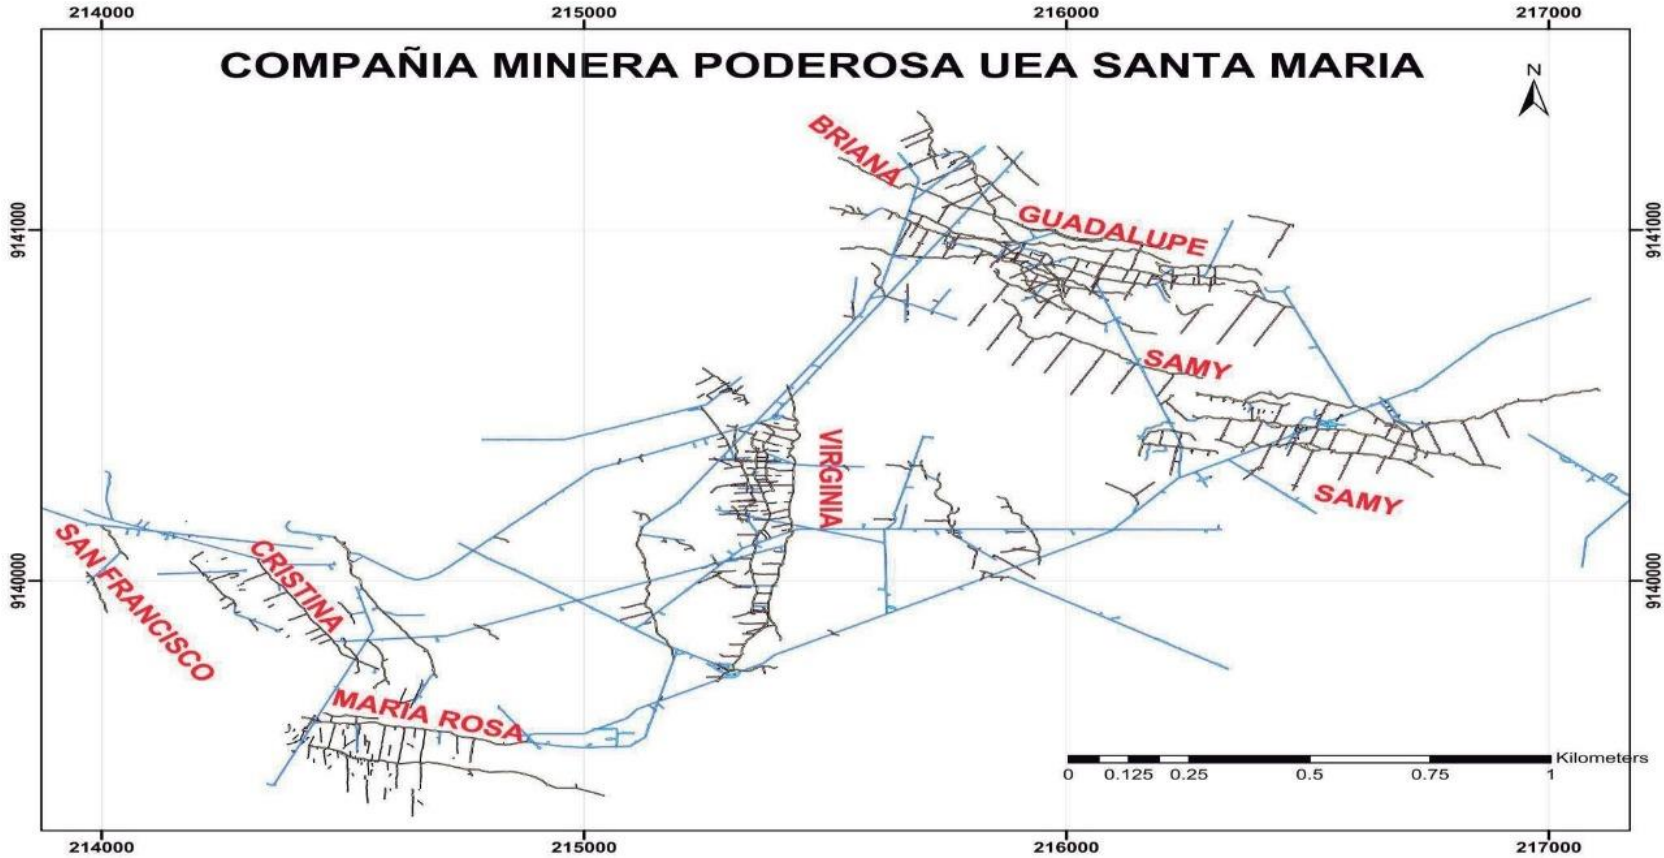 214000 215000 216000 217000
COMPAÑIA MINERA PODEROSA UEA SANTA MARIA
N
BRIANA
GUADALUPE
9141000 9141000
SAMY
VIRGINIA
SAMY
SAN FRANCISCO
CRISTINA
9140000 9140000
MARIA ROSA
Kilometers
0 0.125 0.25 0.5 0.75 1
214000 215000 216000 217000